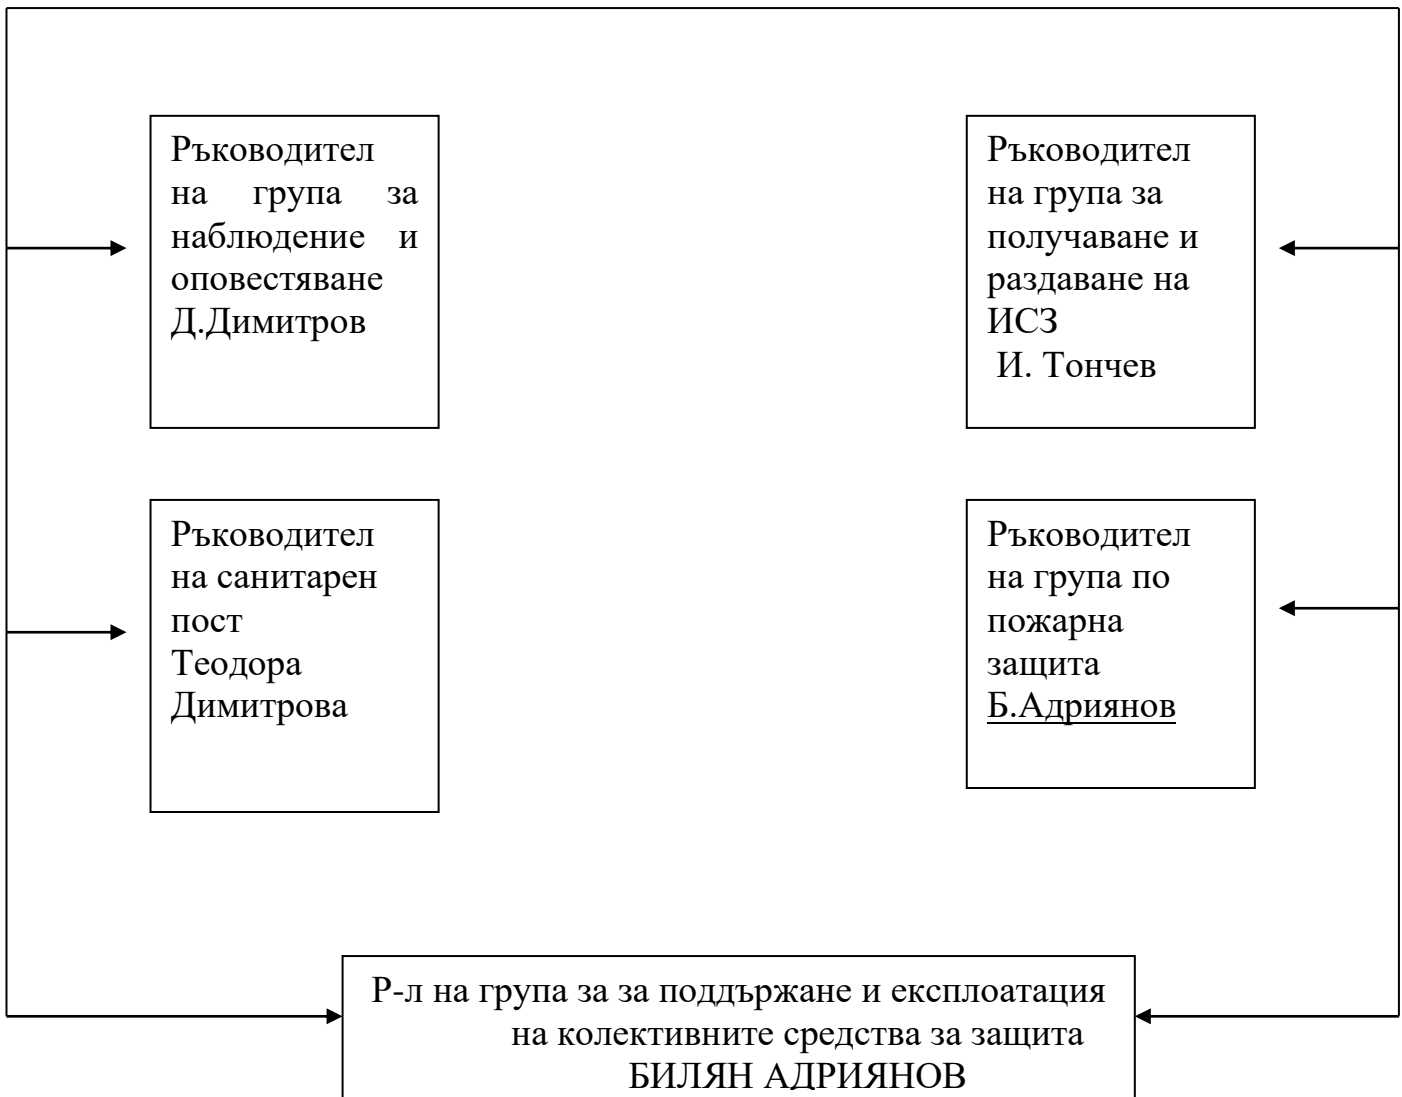 Ръководител
на група за
наблюдение и
оповестяване
Д.Димитров
Ръководител
на група за
получаване и
раздаване на
ИСЗ
И. Тончев
Ръководител
на санитарен
пост
Теодора
Димитрова
Ръководител
на група по
пожарна
защита
Б.Адриянов
Р-л на група за за поддържане и експлоатация
на колективните средства за защита
БИЛЯН АДРИЯНОВ